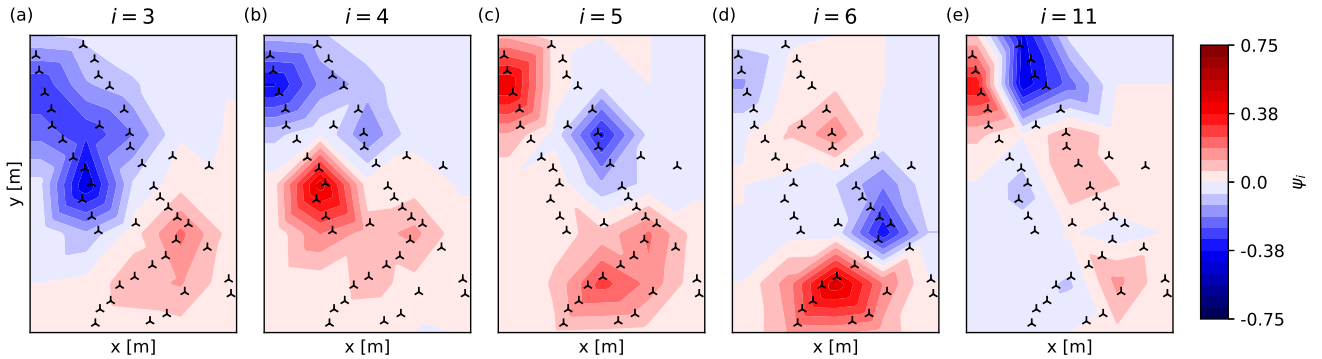 (a) i = 3
(b) i = 4
(c) i = 5
(d) i = 6
(e) i = 11
y [m]
x [m]
x [m]
x [m]
x [m]
x [m]
0.75
0.38
0.0
-0.38
-0.75
ψi